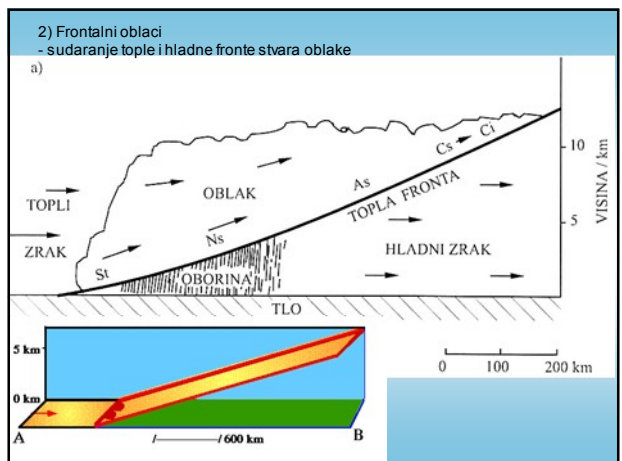 2) Frontalni oblaci
- sudaranje tople i hladne fronte stvara oblake
a)
Cs
Ci
10
TOPLI
OBLAK
As
TOPLA FRONTA
VISINA / km
5
ZRAK
Ns
HLADNI ZRAK
St
OBORINA
TLO
5 km
0 km
A
600 km
B
0 100 200 km